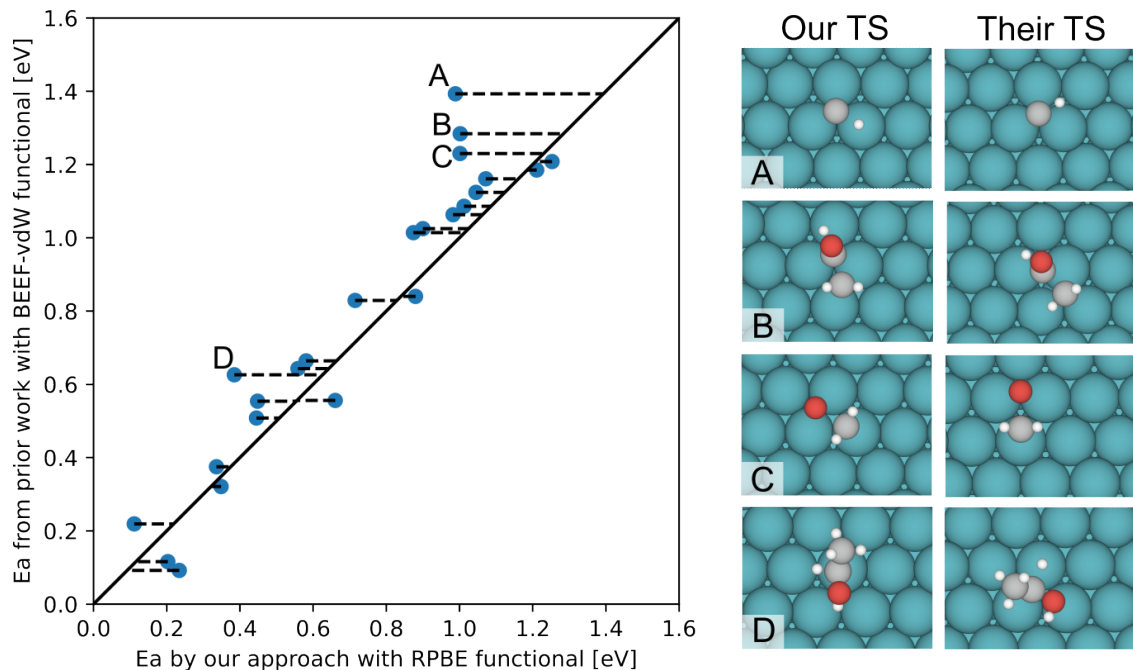 Ea from prior work with BEEF-vdW functional [eV]
1.6
1.4
1.2
1.0
0.8
0.6
0.4
0.2
0.0
A
B
C
D
0.0 0.2 0.4 0.6 0.8 1.0 1.2 1.4 1.6
Ea by our approach with RPBE functional [eV]
Our TS Their TS
A
B
C
D